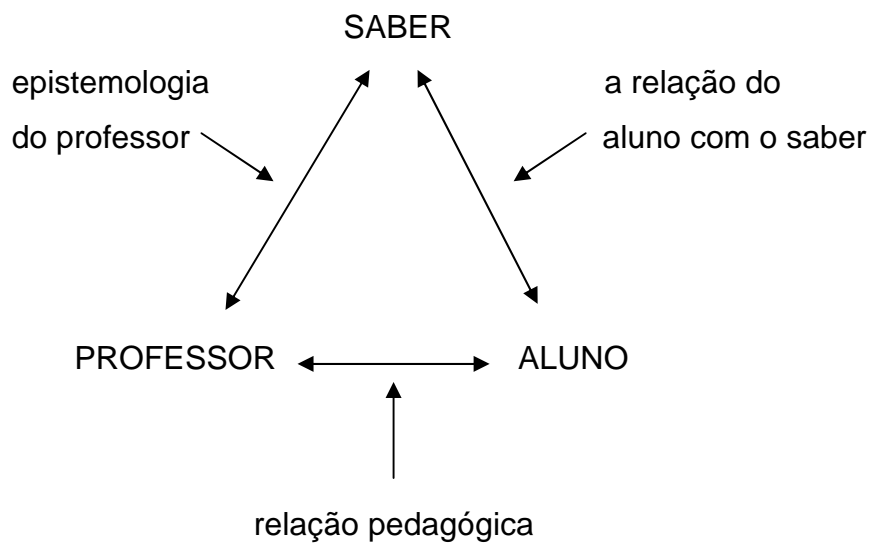 SABER
epistemologia
do professor
a relação do
aluno com o saber
PROFESSOR
ALUNO
relação pedagógica